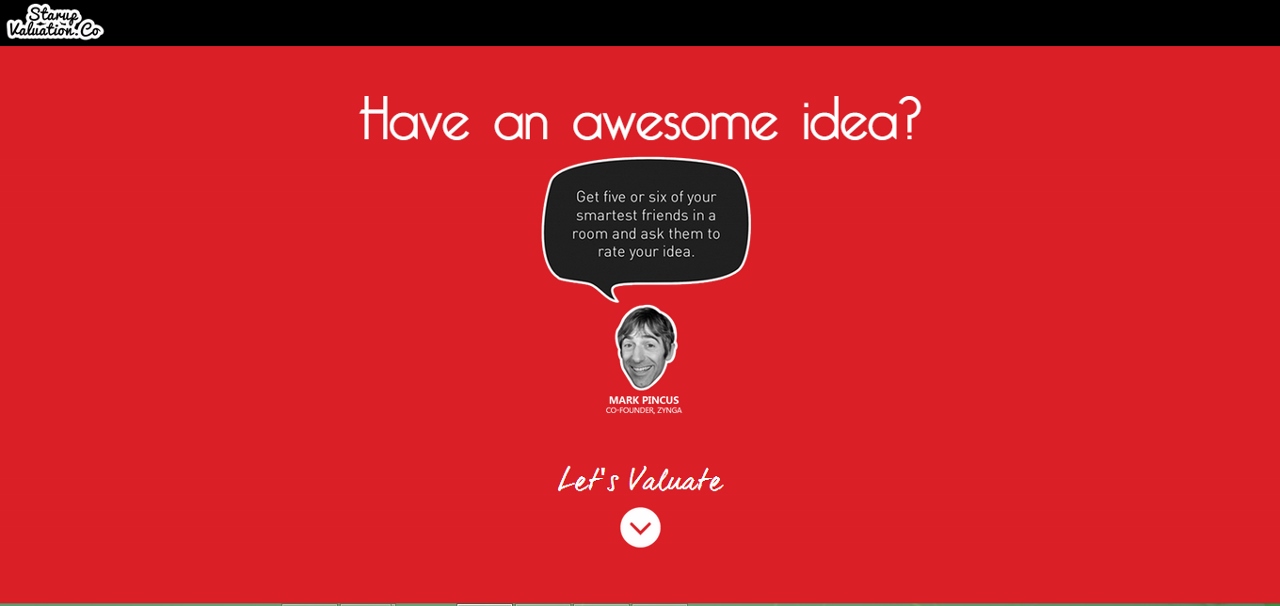 Starup
Valuation.Co
Have an awesome idea?
Get five or six of your
smartest friends in a
room and ask them to
rate your idea.
MARK PINCUS
CO-FOUNDER, ZYNGA
Let's Valuate